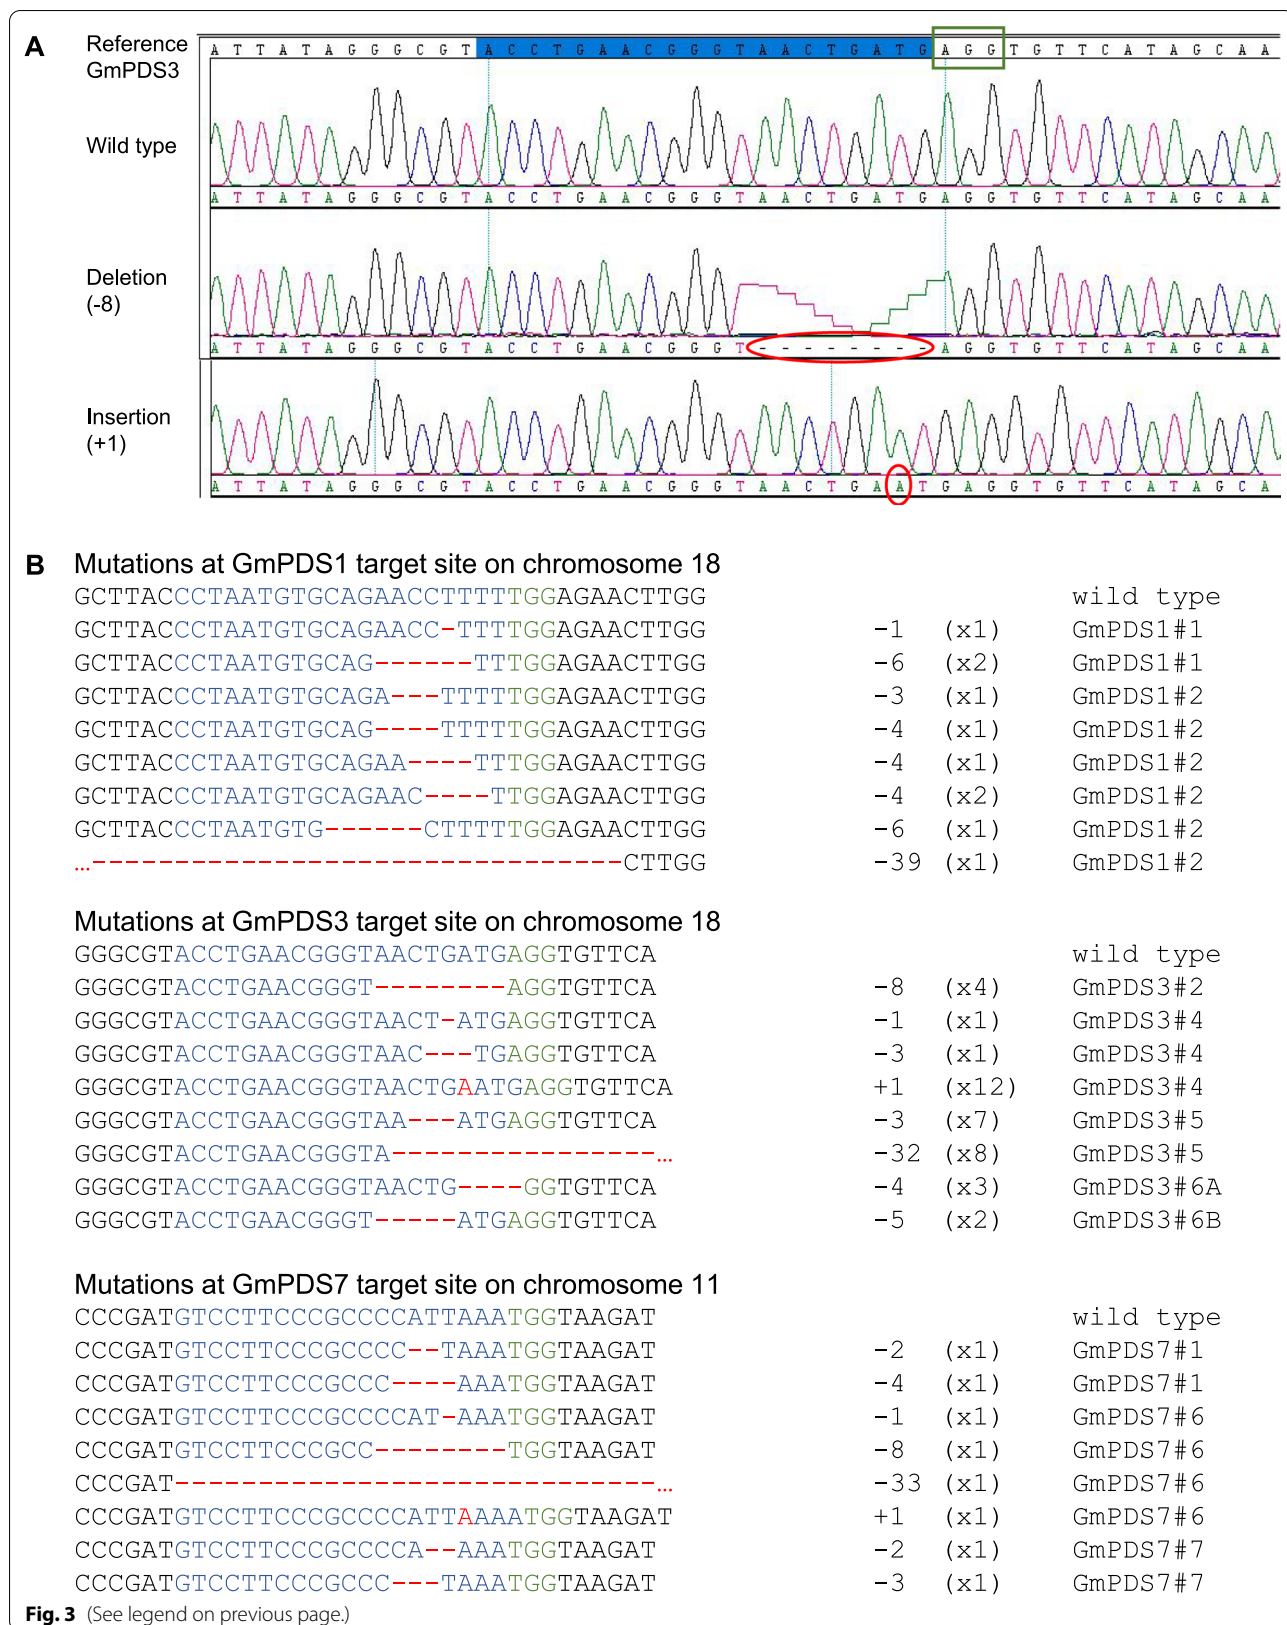 A
Reference
GmPDS3
A T T A T A G G G C G T A C C T G A A C G G G T A A C T G A T G A G G T G T T C A T A G C A A
Wild type
A T T A T A G G G C G T A C C T G A A C G G G T A A C T G A T G A G G T G T T C A T A G C A A
Deletion
(-8)
A T T A T A G G G C G T A C C T G A A C G G G T - - - - - - - - A G G T G T T C A T A G C A A
Insertion
(+1)
A T T A T A G G G C G T A C C T G A A C G G G T A A C T G A A T G A G G T G T T C A T A G C A
B Mutations at GmPDS1 target site on chromosome 18
GCTTACCCTAATGTGCAGAACCTTTTTGGAGAACTTGG wild type
GCTTACCCTAATGTGCAGAACC-TTTTGGAGAACTTGG -1 (x1) GmPDS1#1
GCTTACCCTAATGTGCAG------TTTGGAGAACTTGG -6 (x2) GmPDS1#1
GCTTACCCTAATGTGCAGA---TTTTTGGAGAACTTGG -3 (x1) GmPDS1#2
GCTTACCCTAATGTGCAG----TTTTTGGAGAACTTGG -4 (x1) GmPDS1#2
GCTTACCCTAATGTGCAGAA----TTTGGAGAACTTGG -4 (x1) GmPDS1#2
GCTTACCCTAATGTGCAGAAC----TTGGAGAACTTGG -4 (x2) GmPDS1#2
GCTTACCCTAATGTG------CTTTTTGGAGAACTTGG -6 (x1) GmPDS1#2
...--------------------------------CTTGG -39 (x1) GmPDS1#2
Mutations at GmPDS3 target site on chromosome 18
GGGCGTACCTGAACGGGTAACTGATGAGGTGTTCA wild type
GGGCGTACCTGAACGGGT--------AGGTGTTCA -8 (x4) GmPDS3#2
GGGCGTACCTGAACGGGTAACT-ATGAGGTGTTCA -1 (x1) GmPDS3#4
GGGCGTACCTGAACGGGTAAC---TGAGGTGTTCA -3 (x1) GmPDS3#4
GGGCGTACCTGAACGGGTAACTGAATGAGGTGTTCA +1 (x12) GmPDS3#4
GGGCGTACCTGAACGGGTAA---ATGAGGTGTTCA -3 (x7) GmPDS3#5
GGGCGTACCTGAACGGGTA----------------... -32 (x8) GmPDS3#5
GGGCGTACCTGAACGGGTAACTG----GGTGTTCA -4 (x3) GmPDS3#6A
GGGCGTACCTGAACGGGT-----ATGAGGTGTTCA -5 (x2) GmPDS3#6B
Mutations at GmPDS7 target site on chromosome 11
CCCGATGTCCTTCCCGCCCCATTAAATGGTAAGAT wild type
CCCGATGTCCTTCCCGCCCC--TAAATGGTAAGAT -2 (x1) GmPDS7#1
CCCGATGTCCTTCCCGCCC----AAATGGTAAGAT -4 (x1) GmPDS7#1
CCCGATGTCCTTCCCGCCCCAT-AAATGGTAAGAT -1 (x1) GmPDS7#6
CCCGATGTCCTTCCCGCC--------TGGTAAGAT -8 (x1) GmPDS7#6
CCCGAT-----------------------------... -33 (x1) GmPDS7#6
CCCGATGTCCTTCCCGCCCCATTAAAATGGTAAGAT +1 (x1) GmPDS7#6
CCCGATGTCCTTCCCGCCCCA--AAATGGTAAGAT -2 (x1) GmPDS7#7
CCCGATGTCCTTCCCGCCC---TAAATGGTAAGAT -3 (x1) GmPDS7#7
Fig. 3 (See legend on previous page.)